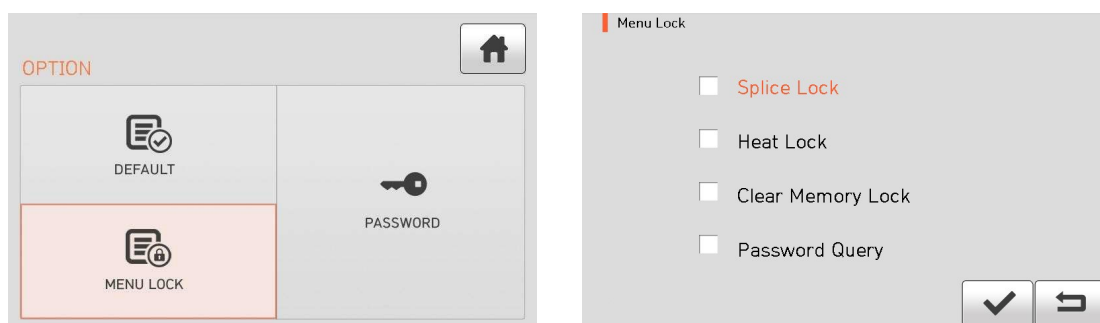 OPTION
DEFAULT
MENU LOCK
PASSWORD
Menu Lock
Splice Lock
Heat Lock
Clear Memory Lock
Password Query